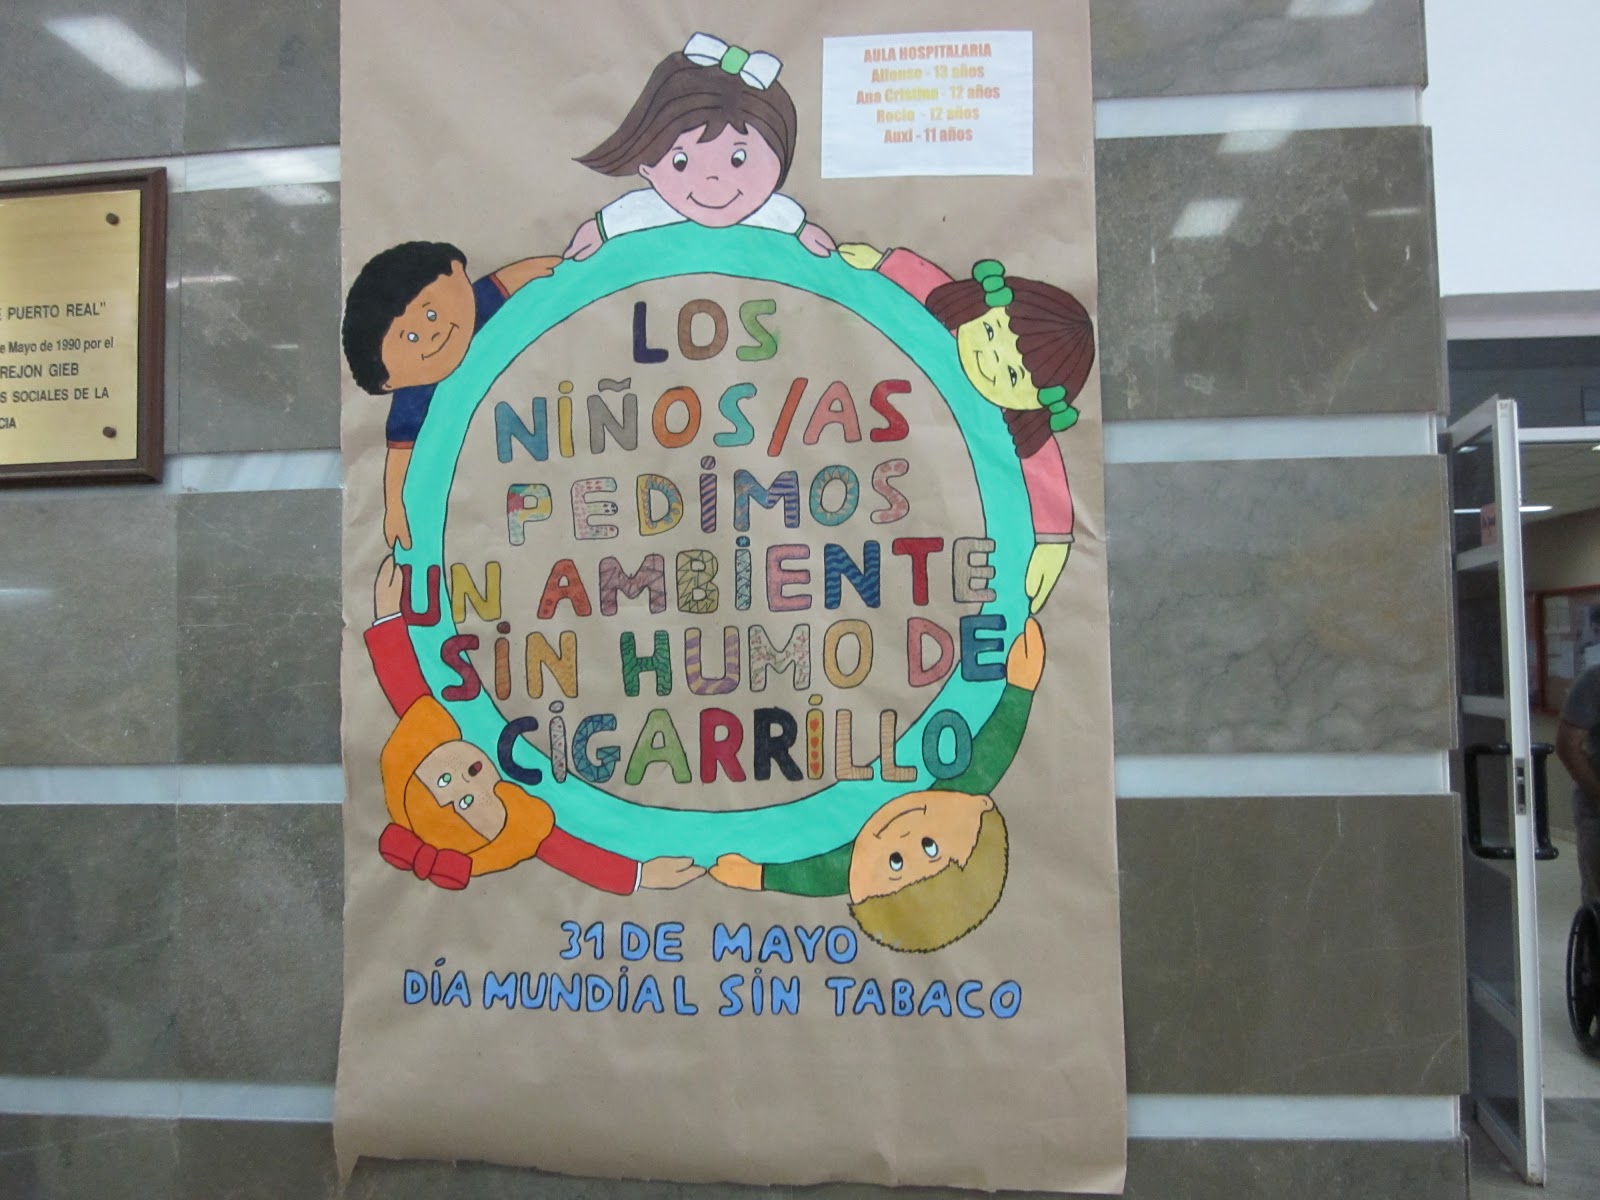 AULA HOSPITALARIA
Alfonso - 13 años
Ana Cristina - 12 años
Rocio - 12 años
Auxi - 11 años
E PUERTO REAL"
e Mayo de 1990 por el
REJON GIEB
S SOCIALES DE LA
CIA
LOS
NIÑOS/AS
PEDIMOS
UN AMBIENTE
SIN HUMO DE
CIGARRILLO
31 DE MAYO
DÍA MUNDIAL SIN TABACO